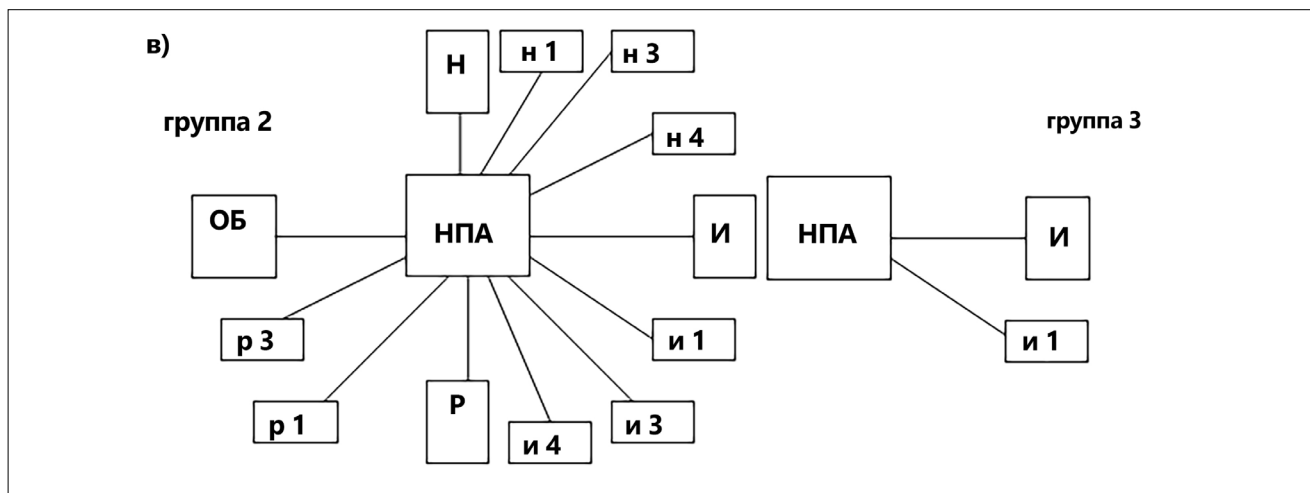 в)
Н
н 1
н 3
группа 2
группа 3
н 4
ОБ
НПА
И
НПА
И
р 3
и 1
и 1
р 1
Р
и 4
и 3